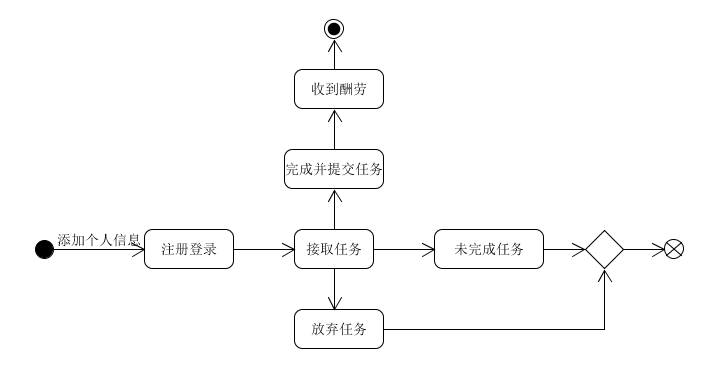 收到酬劳
完成并提交任务
添加个人信息
注册登录
接取任务
未完成任务
放弃任务